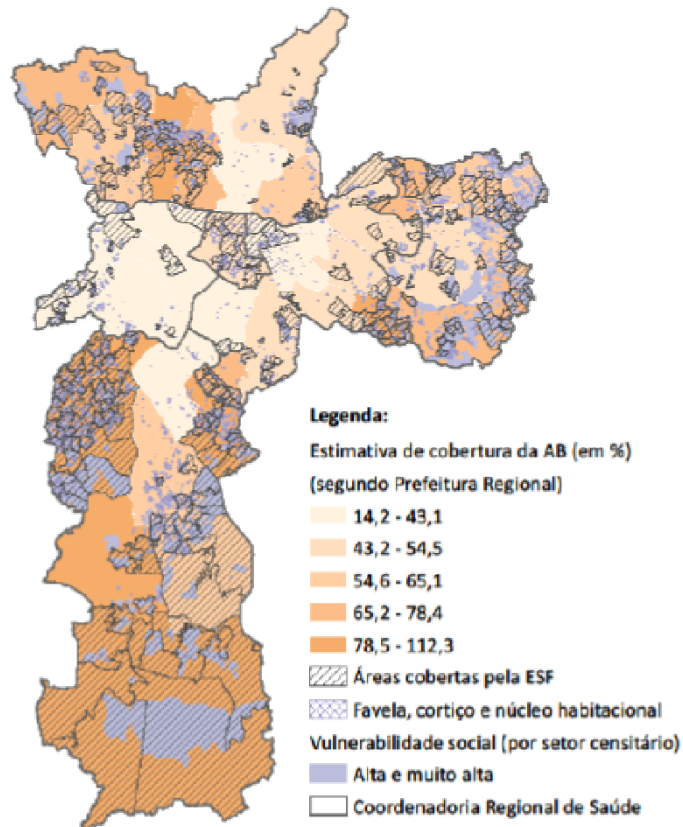 Legenda:
Estimativa de cobertura da AB (em %)
(segundo Prefeitura Regional)
14,2 - 43,1
43,2 - 54,5
54,6 - 65,1
65,2 - 78,4
78,5 - 112,3
Áreas cobertas pela ESF
Favela, cortiço e núcleo habitacional
Vulnerabilidade social (por setor censitário)
Alta e muito alta
Coordenadoria Regional de Saúde